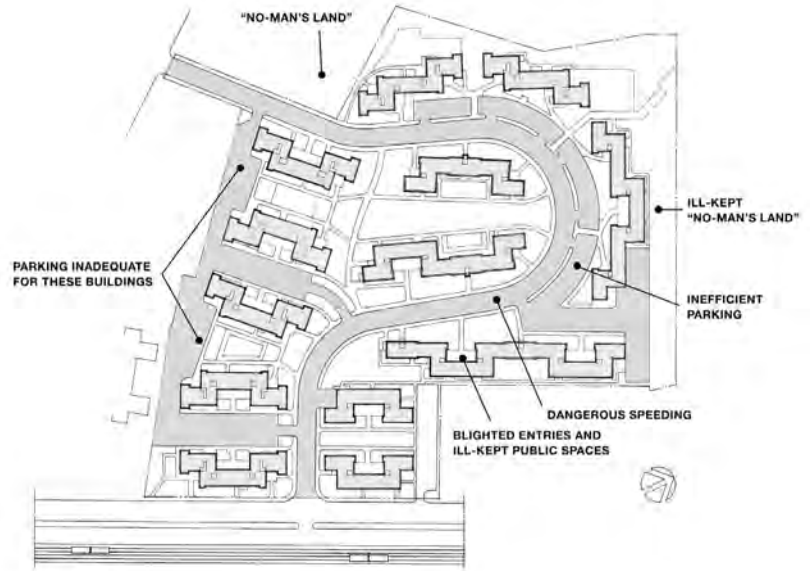 “NO-MAN’S LAND”
ILL-KEPT
“NO-MAN’S LAND”
PARKING INADEQUATE
FOR THESE BUILDINGS
INEFFICIENT
PARKING
DANGEROUS SPEEDING
BLIGHTED ENTRIES AND
ILL-KEPT PUBLIC SPACES